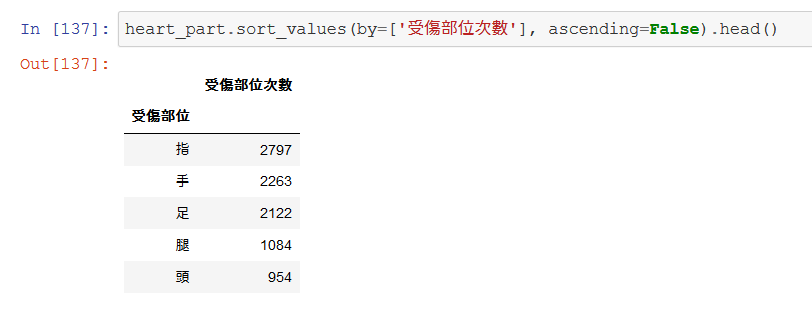 In [137]: heart_part.sort_values(by=['受傷部位次數'], ascending=False).head()
Out[137]:
受傷部位次數
受傷部位
指 2797
手 2263
足 2122
腿 1084
頭 954